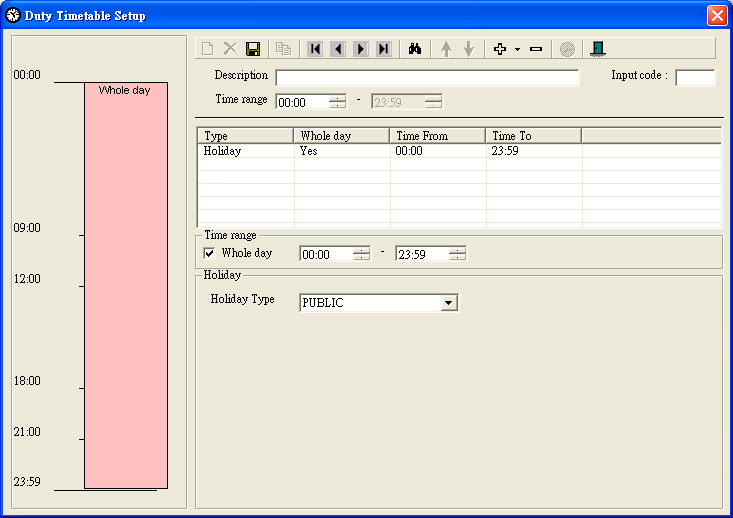 Duty Timetable Setup
00:00
Whole day
09:00
12:00
18:00
21:00
23:59
Description
Input code :
Time range 00:00 - 23:59
Type Whole day Time From Time To
Holiday Yes 00:00 23:59
Time range
Whole day 00:00 - 23:59
Holiday
Holiday Type PUBLIC